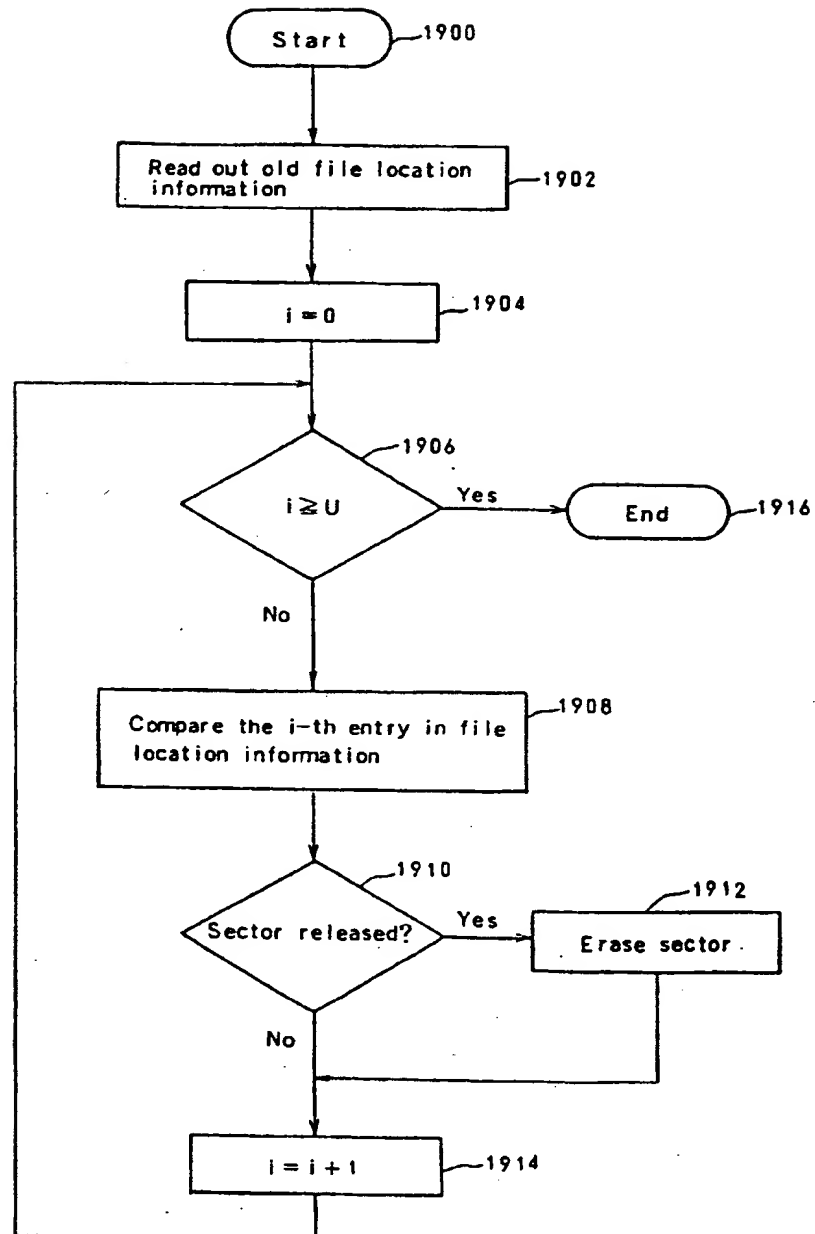 Start
1900
Read out old file location
information
1902
i = 0
1904
1906
i ≧ U
Yes
End
1916
No
Compare the i-th entry in file
location information
1908
1910
Sector released?
Yes
1912
Erase sector
No
i = i + 1
1914